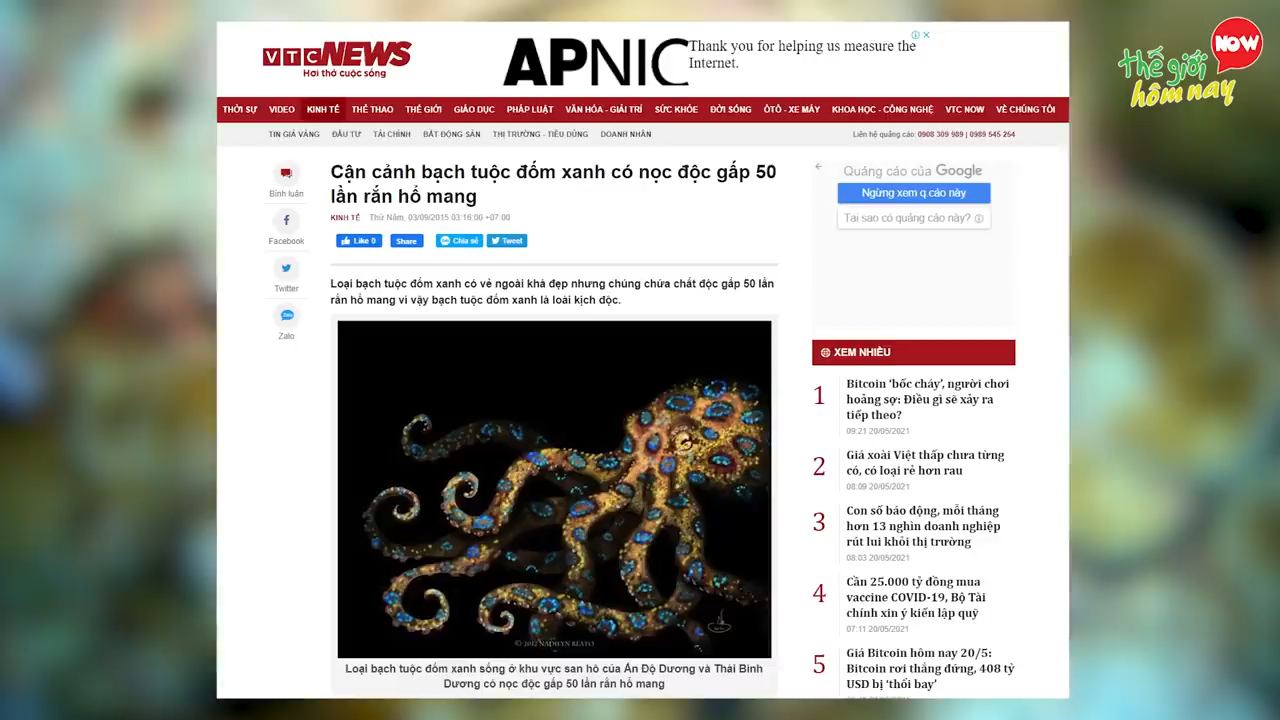 VTC NEWS
Hơi thở cuộc sống
APNIC
Thank you for helping us measure the
Internet.
thế giới
hôm nay
NOW
THỜI SỰ VIDEO KINH TẾ THỂ THAO THẾ GIỚI GIÁO DỤC PHÁP LUẬT VĂN HÓA - GIẢI TRÍ SỨC KHỎE ĐỜI SỐNG ÔTÔ - XE MÁY KHOA HỌC - CÔNG NGHỆ VTC NOW VỀ CHÚNG TÔI
TIN GIÁ VÀNG ĐẦU TƯ TÀI CHÍNH BẤT ĐỘNG SẢN THỊ TRƯỜNG - TIÊU DÙNG DOANH NHÂN
Liên hệ quảng cáo: 0908 309 989 | 0989 545 254
Bình luận
Facebook
Twitter
Zalo
Cận cảnh bạch tuộc đốm xanh có nọc độc gấp 50
lần rắn hổ mang
KINH TẾ Thứ Năm, 03/09/2015 03:16:00 +07:00
Like 0 Share Chia sẻ Tweet
Loại bạch tuộc đốm xanh có vẻ ngoài khá đẹp nhưng chúng chứa chất độc gấp 50 lần
rắn hổ mang vì vậy bạch tuộc đốm xanh là loài kịch độc.
© 2012 NADILYN BEATO
Loại bạch tuộc đốm xanh sống ở khu vực san hô của Ấn Độ Dương và Thái Bình
Dương có nọc độc gấp 50 lần rắn hổ mang
Quảng cáo của Google
Ngừng xem q.cáo này
Tại sao có quảng cáo này?
XEM NHIỀU
1
Bitcoin ‘bốc cháy’, người chơi
hoảng sợ: Điều gì sẽ xảy ra
tiếp theo?
09:21 20/05/2021
2
Giá xoài Việt thấp chưa từng
có, có loại rẻ hơn rau
08:09 20/05/2021
3
Con số báo động, mỗi tháng
hơn 13 nghìn doanh nghiệp
rút lui khỏi thị trường
08:03 20/05/2021
4
Cần 25.000 tỷ đồng mua
vaccine COVID-19, Bộ Tài
chính xin ý kiến lập quỹ
07:11 20/05/2021
5
Giá Bitcoin hôm nay 20/5:
Bitcoin rơi thẳng đứng, 408 tỷ
USD bị ‘thổi bay’